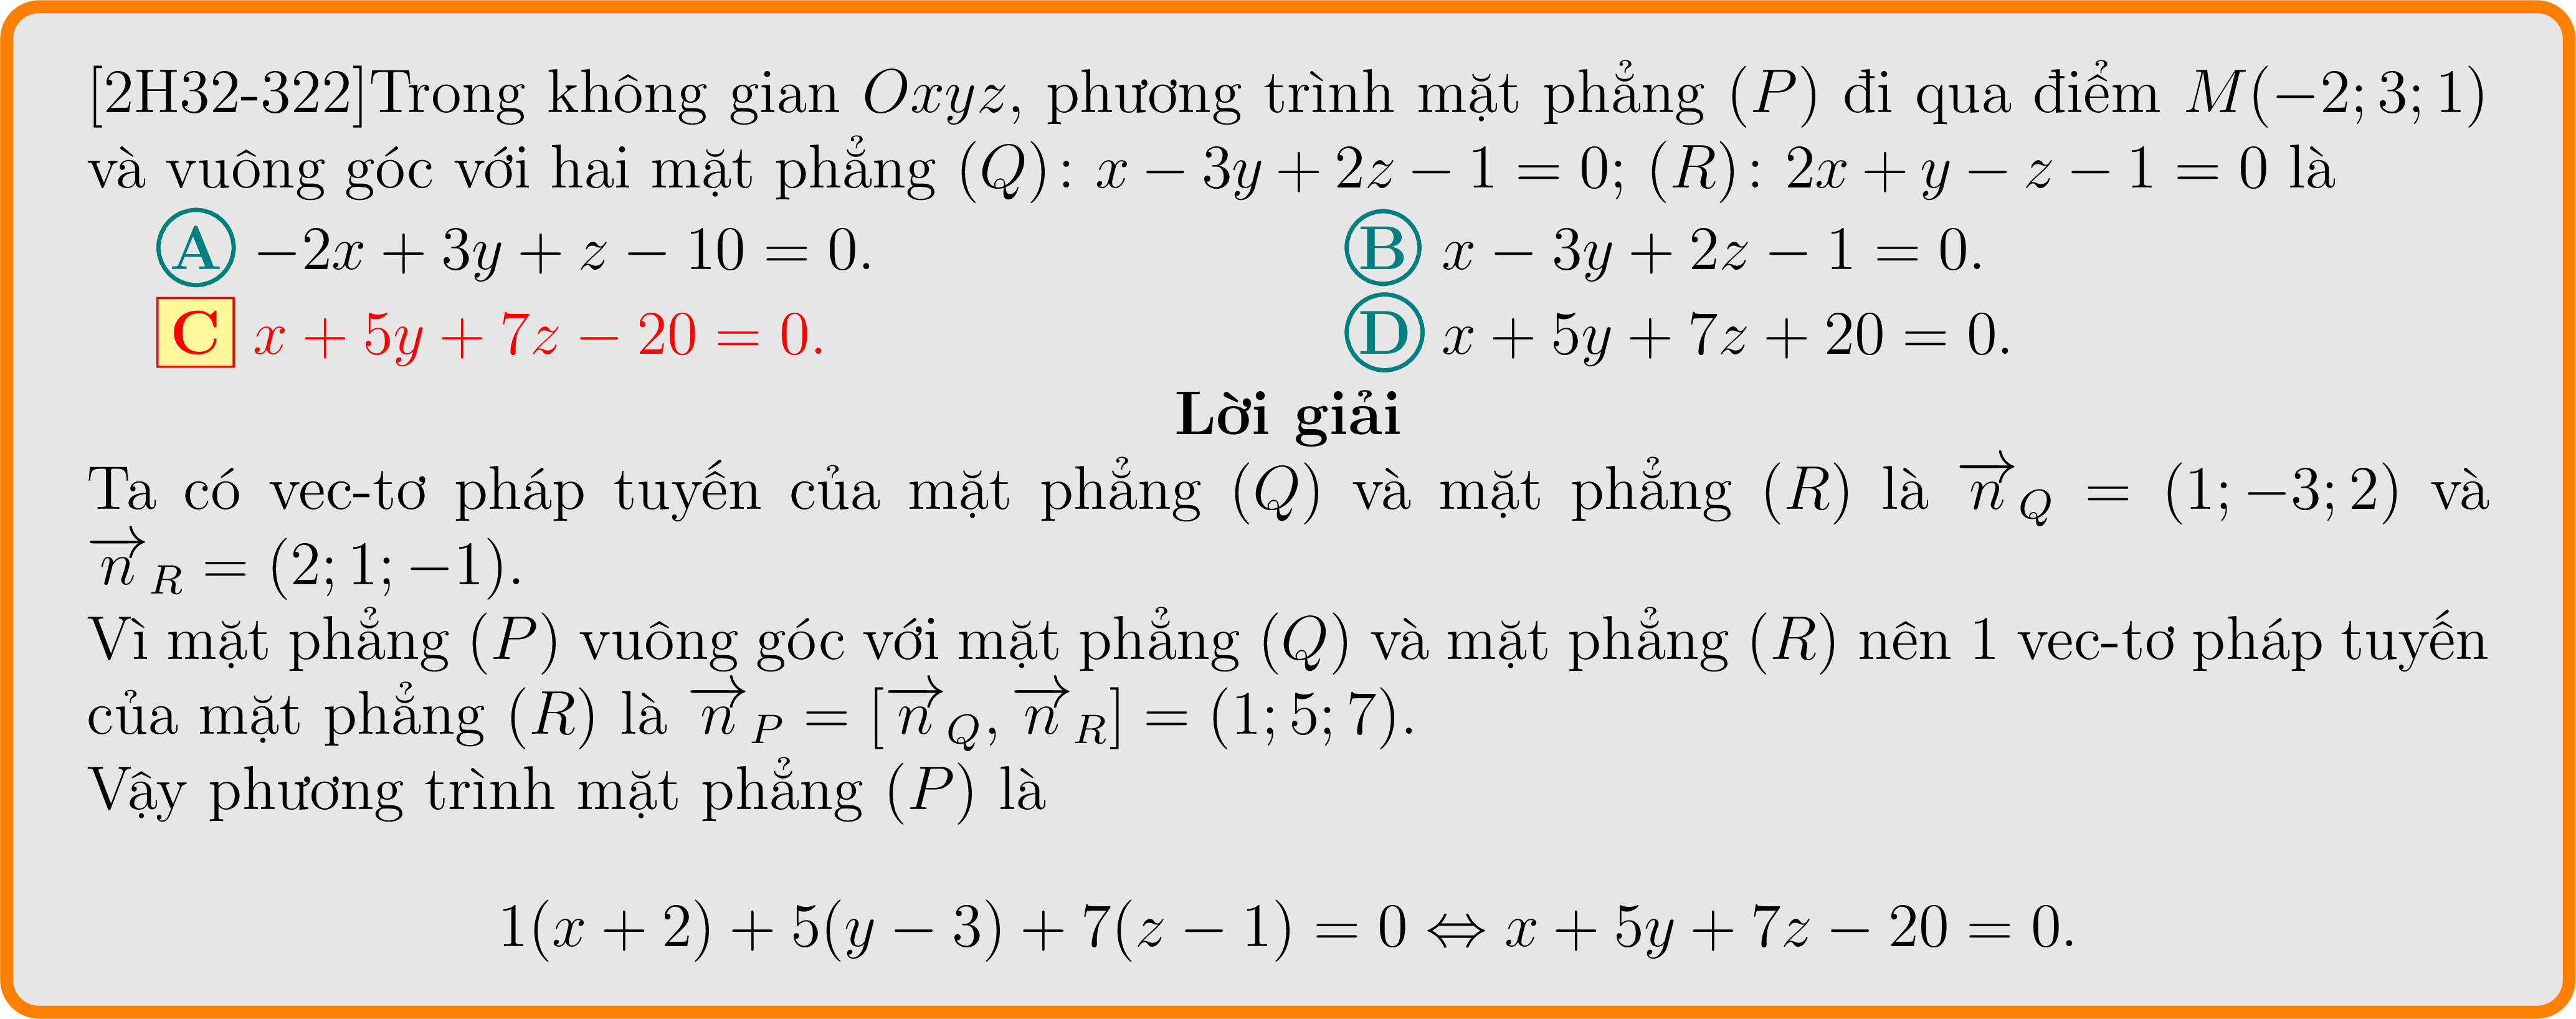 [2H32-322]Trong không gian Oxyz, phương trình mặt phẳng (P) đi qua điểm M(−2; 3; 1)
và vuông góc với hai mặt phẳng (Q): x − 3y + 2z − 1 = 0; (R): 2x + y − z − 1 = 0 là
A −2x + 3y + z − 10 = 0. B x − 3y + 2z − 1 = 0.
C x + 5y + 7z − 20 = 0. D x + 5y + 7z + 20 = 0.
Lời giải
Ta có vec-tơ pháp tuyến của mặt phẳng (Q) và mặt phẳng (R) là \overrightarrow{n}_Q = (1; −3; 2) và
\overrightarrow{n}_R = (2; 1; −1).
Vì mặt phẳng (P) vuông góc với mặt phẳng (Q) và mặt phẳng (R) nên 1 vec-tơ pháp tuyến
của mặt phẳng (R) là \overrightarrow{n}_P = [\overrightarrow{n}_Q, \overrightarrow{n}_R] = (1; 5; 7).
Vậy phương trình mặt phẳng (P) là
1(x + 2) + 5(y − 3) + 7(z − 1) = 0 ⇔ x + 5y + 7z − 20 = 0.